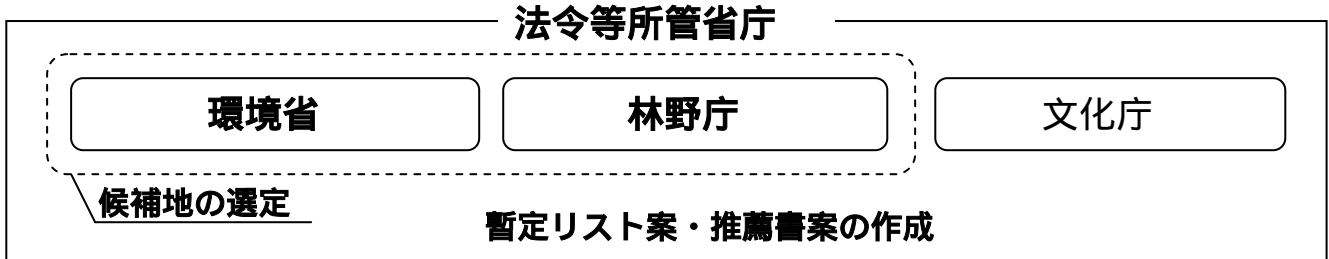 法令等所管省庁
環境省
林野庁
文化庁
候補地の選定
暫定リスト案・推薦書案の作成